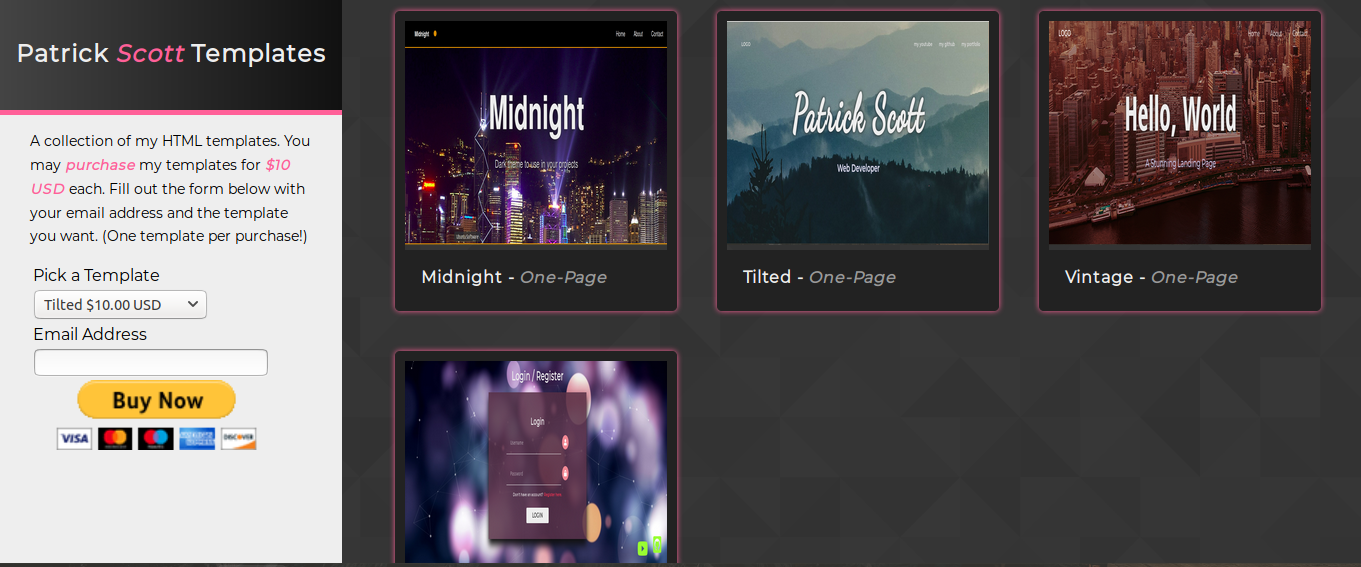 Patrick Scott Templates
A collection of my HTML templates. You
may purchase my templates for $10
USD each. Fill out the form below with
your email address and the template
you want. (One template per purchase!)
Pick a Template
Tilted $10.00 USD
Email Address
Buy Now
VISA
DISCOVER
Midnight
Home About Contact
Midnight
Dark theme to use in your projects
Midnight - One-Page
LOGO
my youtube my github my portfolio
Patrick Scott
Web Developer
Tilted - One-Page
LOGO
Home About Contact
Hello, World
A Stunning Landing Page
Vintage - One-Page
Login / Register
Login
Username
Password
Don't have an account? Register here
LOGIN